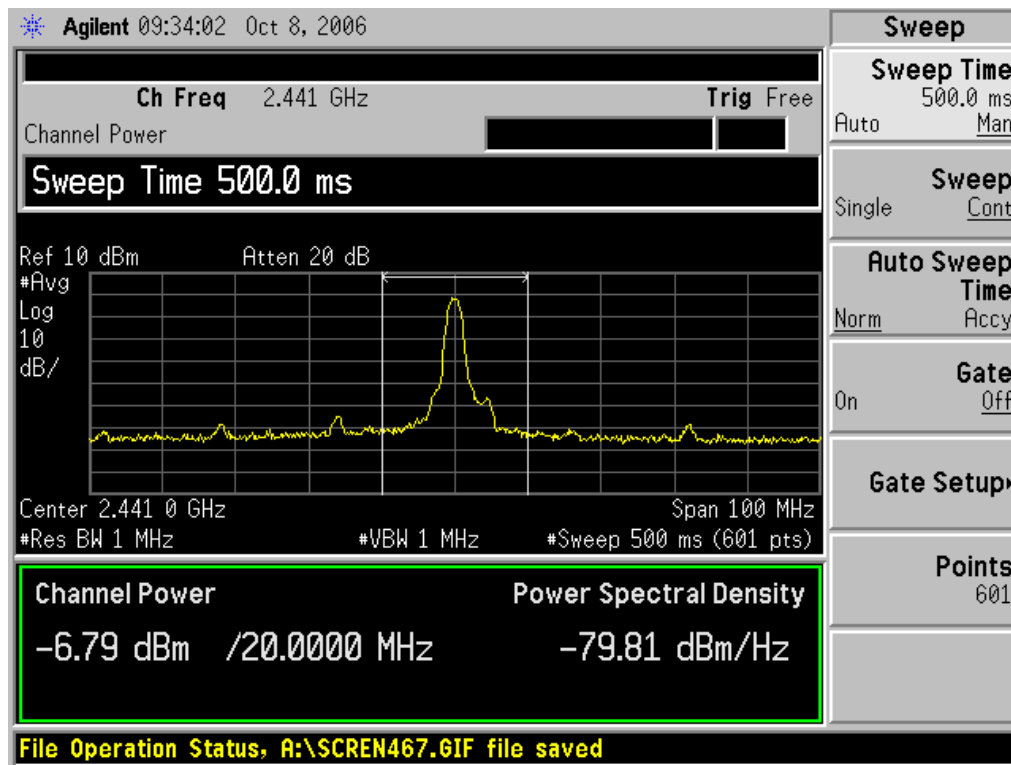 Agilent 09:34:02 Oct 8, 2006
Ch Freq 2.441 GHz Trig Free
Channel Power
Sweep Time 500.0 ms
Ref 10 dBm Atten 20 dB
#Avg
Log
10
dB/
Center 2.441 0 GHz Span 100 MHz
#Res BW 1 MHz #VBW 1 MHz #Sweep 500 ms (601 pts)
Channel Power Power Spectral Density
-6.79 dBm /20.0000 MHz -79.81 dBm/Hz
File Operation Status, A:\SCREN467.GIF file saved
Sweep
Sweep Time
500.0 ms
Auto Man
Sweep
Single Cont
Auto Sweep
Time
Norm Accy
Gate
On Off
Gate Setup
Points
601